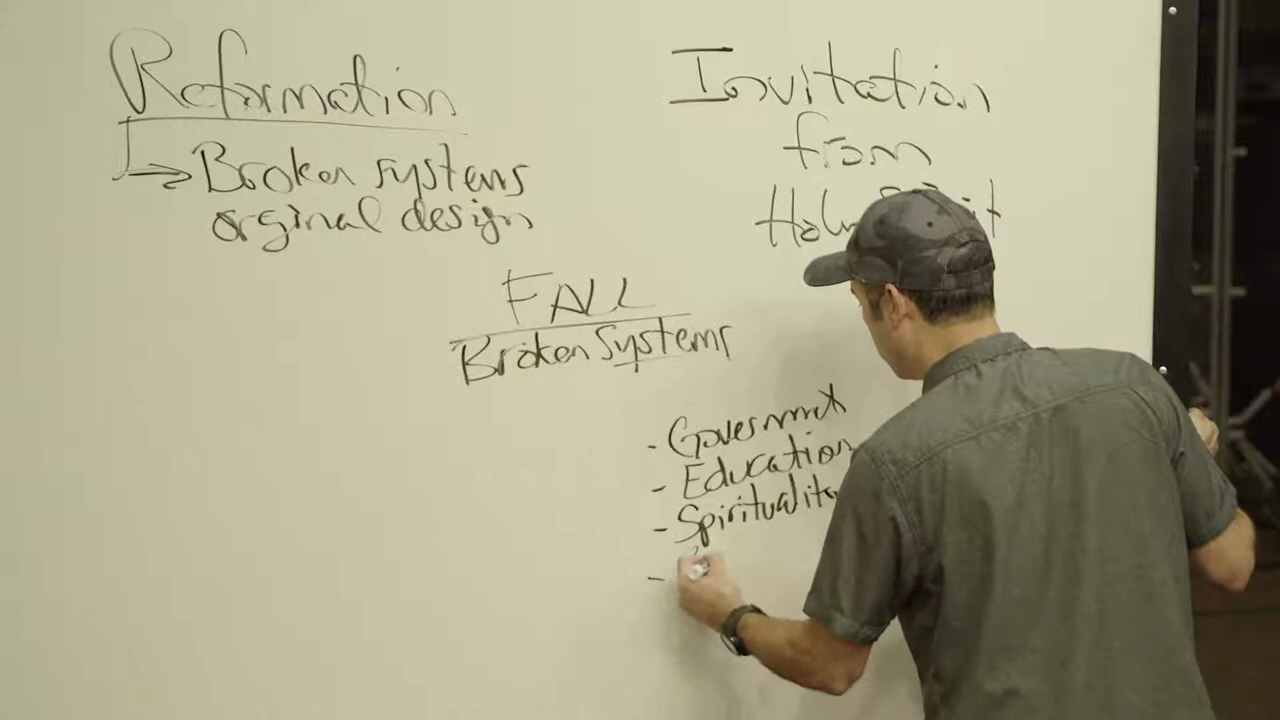 Reformation
Broken systems
orginal design
Invitation
from
FALL
Broken Systems
- Government
- Education
- Spirituality
-